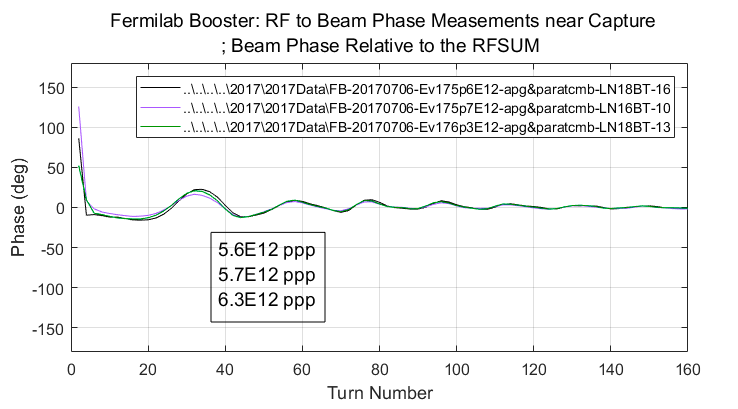 Fermilab Booster: RF to Beam Phase Measements near Capture
; Beam Phase Relative to the RFSUM
..\..\..\..\2017\2017Data\FB-20170706-Ev175p6E12-apg&paratcmb-LN18BT-16
..\..\..\..\2017\2017Data\FB-20170706-Ev175p7E12-apg&paratcmb-LN16BT-10
..\..\..\..\2017\2017Data\FB-20170706-Ev176p3E12-apg&paratcmb-LN18BT-13
150
100
50
0
-50
-100
-150
Phase (deg)
5.6E12 ppp
5.7E12 ppp
6.3E12 ppp
0 20 40 60 80 100 120 140 160
Turn Number